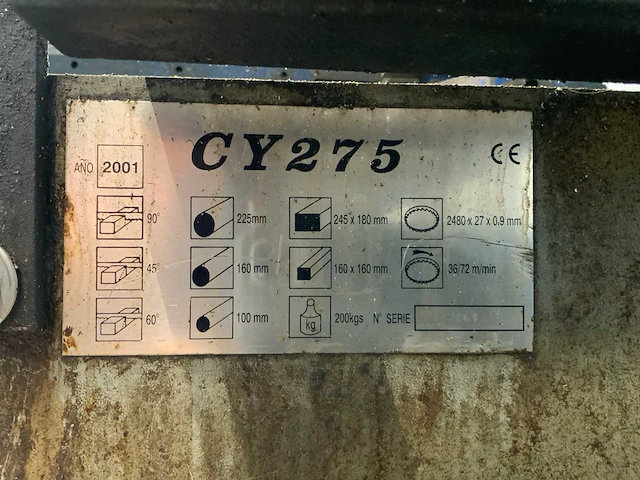 CY275
CE
AÑO 2001
90° 225mm 245 x 180 mm 2480 x 27 x 0.9 mm
45° 160 mm 160 x 160 mm 36/72 m/min
60° 100 mm kg 200kgs Nº SERIE